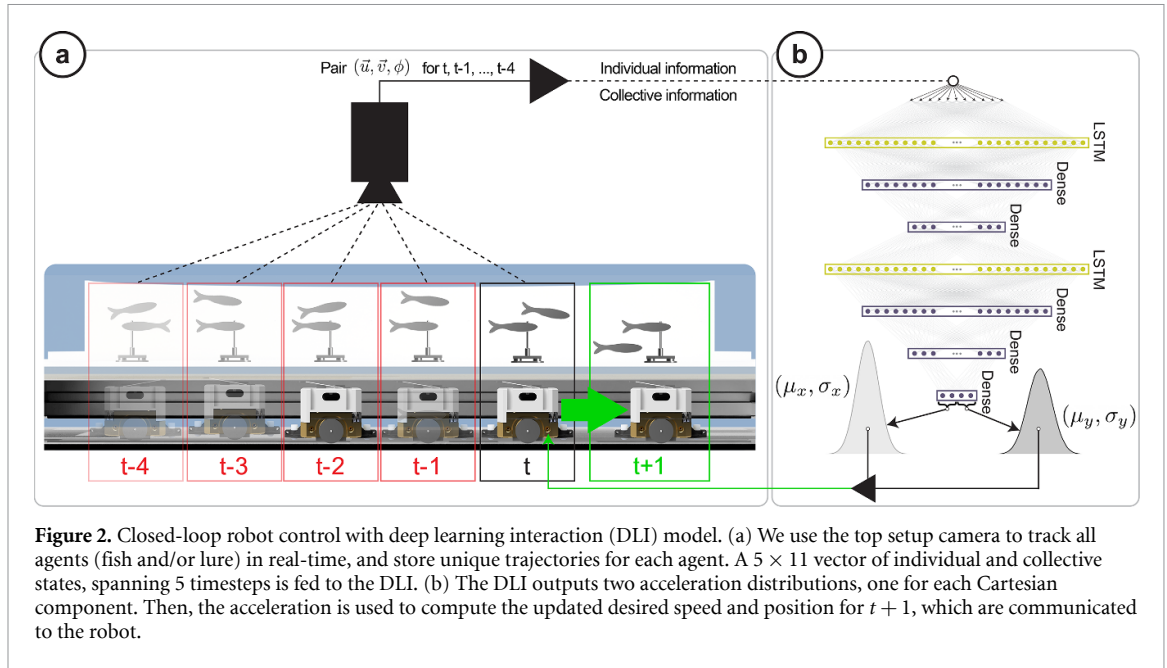 a
b
Pair (u⃗, v⃗, ϕ) for t, t-1, ..., t-4
Individual information
Collective information
LSTM
Dense
Dense
LSTM
Dense
Dense
Dense
(μx, σx)
(μy, σy)
t-4
t-3
t-2
t-1
t
t+1
Figure 2. Closed-loop robot control with deep learning interaction (DLI) model. (a) We use the top setup camera to track all
agents (fish and/or lure) in real-time, and store unique trajectories for each agent. A 5 × 11 vector of individual and collective
states, spanning 5 timesteps is fed to the DLI. (b) The DLI outputs two acceleration distributions, one for each Cartesian
component. Then, the acceleration is used to compute the updated desired speed and position for t + 1, which are communicated
to the robot.